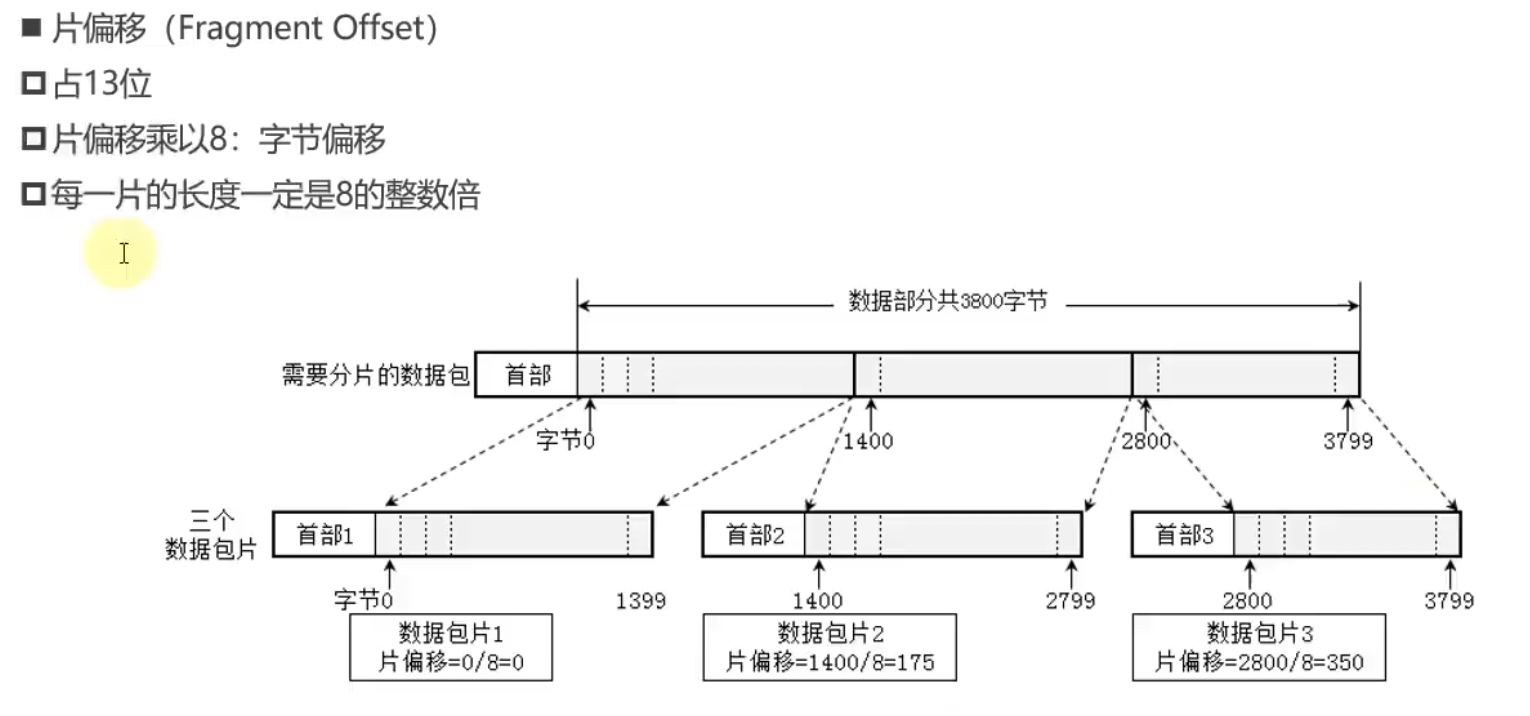 片偏移（Fragment Offset）
占13位
片偏移乘以8：字节偏移
每一片的长度一定是8的整数倍
数据部分共3800字节
需要分片的数据包 首部
字节0 1400 2800 3799
三个
数据包片
首部1 首部2 首部3
字节0 1399 1400 2799 2800 3799
数据包片1 数据包片2 数据包片3
片偏移=0/8=0 片偏移=1400/8=175 片偏移=2800/8=350